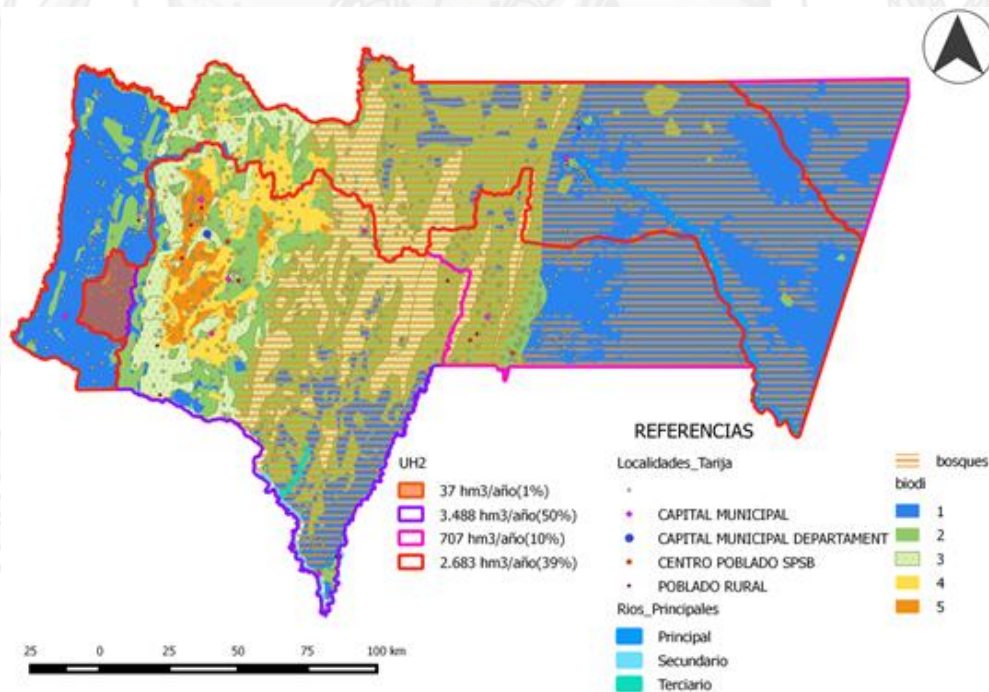 REFERENCIAS
UH2
37 hm3/año(1%)
3.488 hm3/año(50%)
707 hm3/año(10%)
2.683 hm3/año(39%)
Localidades_Tarija
CAPITAL MUNICIPAL
CAPITAL MUNICIPAL DEPARTAMENT
CENTRO POBLADO SPSB
POBLADO RURAL
Rios_Principales
Principal
Secundario
Terciario
bosques
biodi
1
2
3
4
5
25 0 25 50 75 100 km